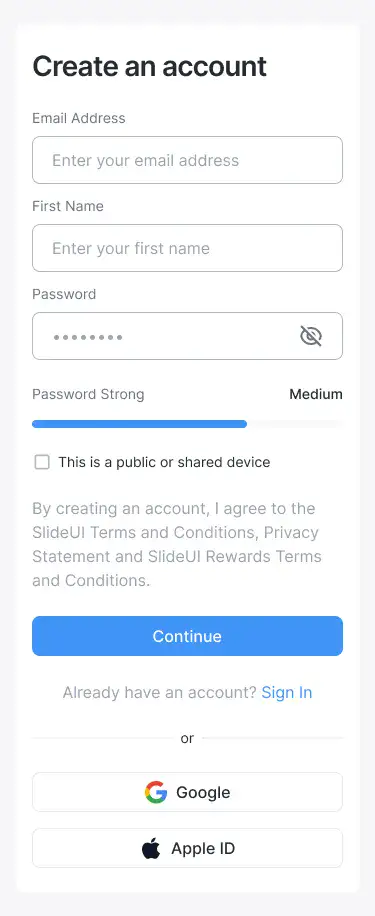 Create an account
Email Address
Enter your email address
First Name
Enter your first name
Password
Password Strong Medium
This is a public or shared device
By creating an account, I agree to the
SlideUI Terms and Conditions, Privacy
Statement and SlideUI Rewards Terms
and Conditions.
Continue
Already have an account? Sign In
or
Google
Apple ID